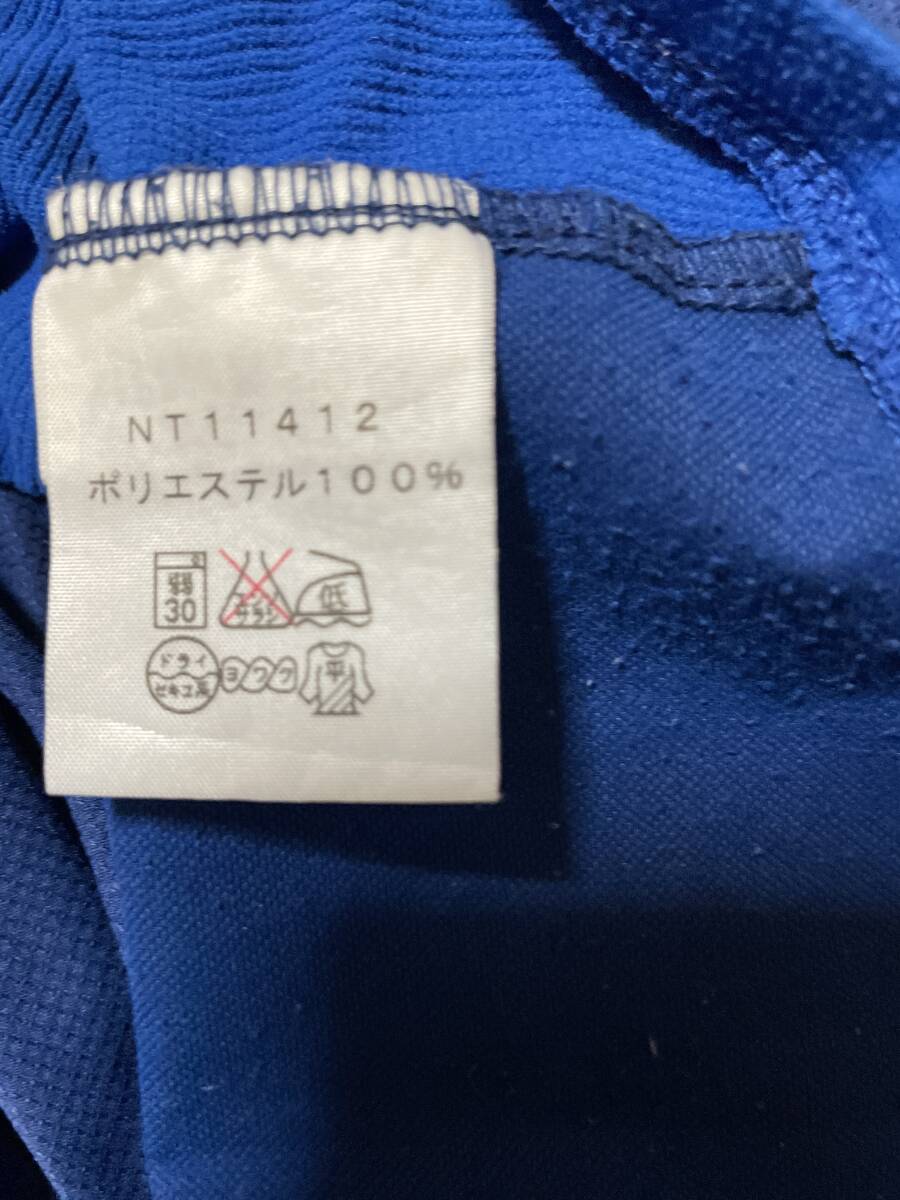 NT11412
ポリエステル100%
弱
30
低
ドライ
セキユ系
ヨワク
平